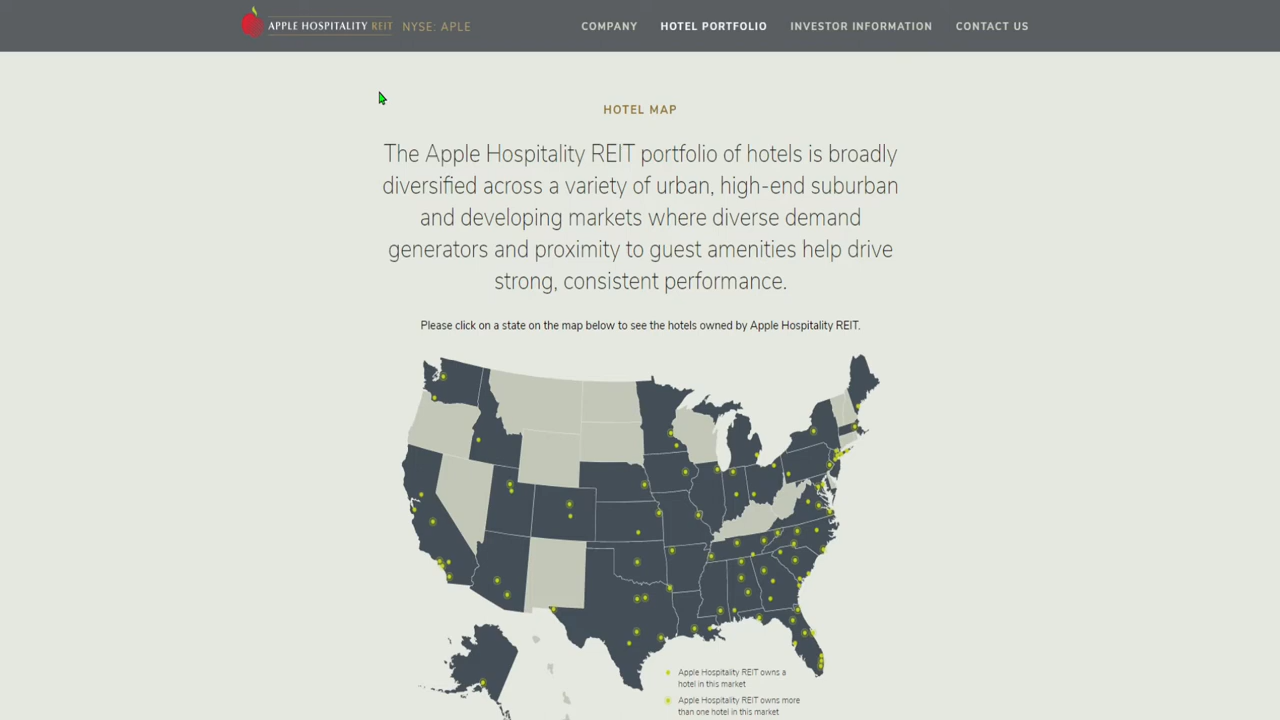 APPLE HOSPITALITY REIT NYSE: APLE
COMPANY HOTEL PORTFOLIO INVESTOR INFORMATION CONTACT US
HOTEL MAP
The Apple Hospitality REIT portfolio of hotels is broadly
diversified across a variety of urban, high-end suburban
and developing markets where diverse demand
generators and proximity to guest amenities help drive
strong, consistent performance.
Please click on a state on the map below to see the hotels owned by Apple Hospitality REIT.
Apple Hospitality REIT owns a
hotel in this market
Apple Hospitality REIT owns more
than one hotel in this market